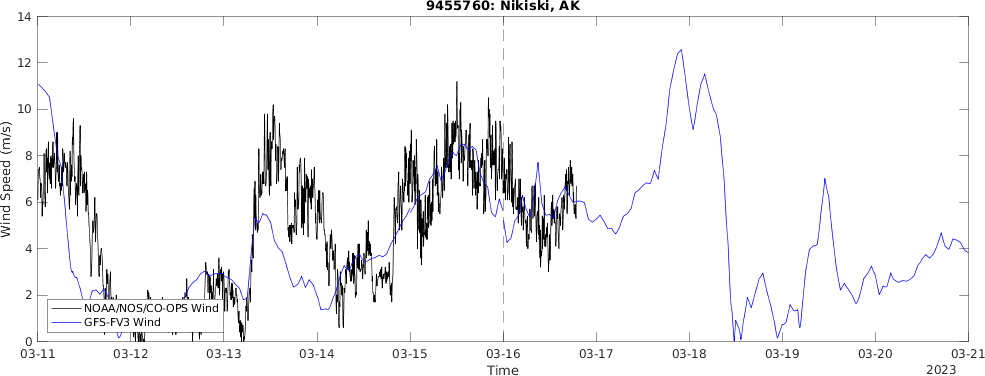 9455760: Nikiski, AK
Wind Speed (m/s)
14
12
10
8
6
4
2
0
NOAA/NOS/CO-OPS Wind
GFS-FV3 Wind
03-11 03-12 03-13 03-14 03-15 03-16 03-17 03-18 03-19 03-20 03-21
Time
2023